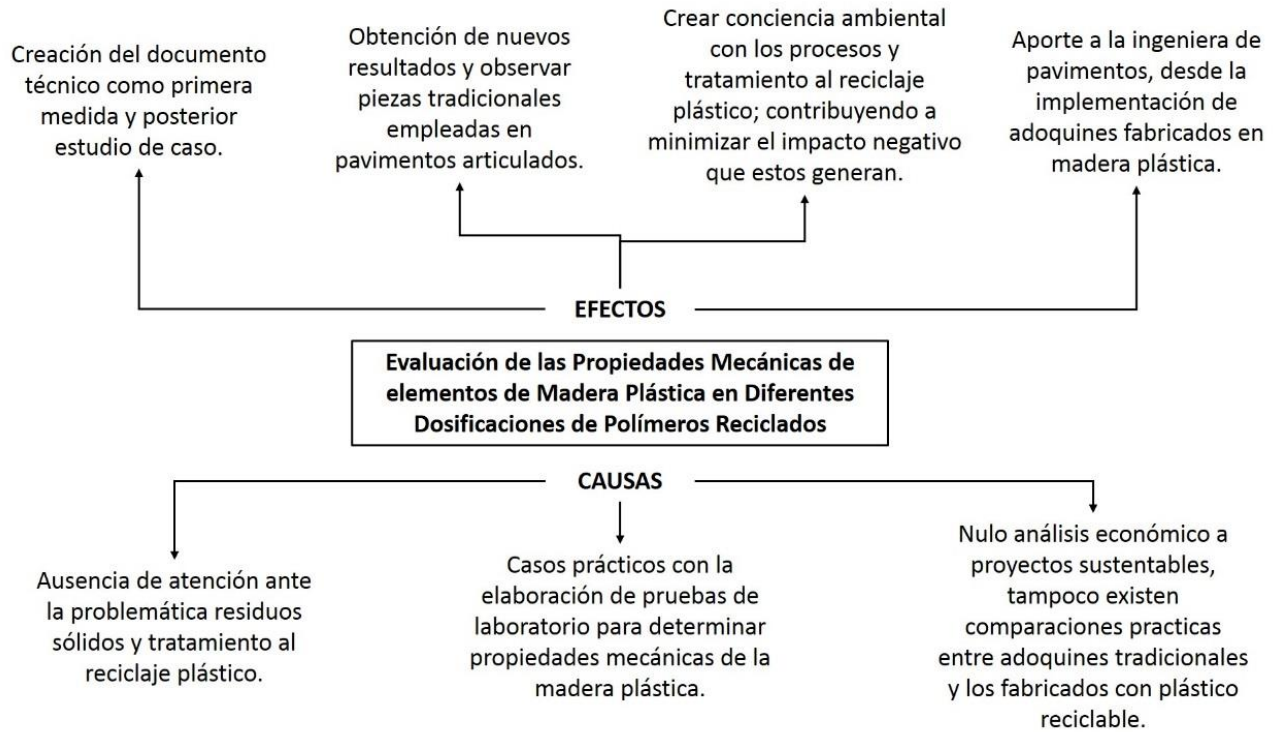 Creación del documento
técnico como primera
medida y posterior
estudio de caso.
Obtención de nuevos
resultados y observar
piezas tradicionales
empleadas en
pavimentos articulados.
Crear conciencia ambiental
con los procesos y
tratamiento al reciclaje
plástico; contribuyendo a
minimizar el impacto negativo
que estos generan.
Aporte a la ingeniera de
pavimentos, desde la
implementación de
adoquines fabricados en
madera plástica.
EFECTOS
Evaluación de las Propiedades Mecánicas de
elementos de Madera Plástica en Diferentes
Dosificaciones de Polímeros Reciclados
CAUSAS
Ausencia de atención ante
la problemática residuos
sólidos y tratamiento al
reciclaje plástico.
Casos prácticos con la
elaboración de pruebas de
laboratorio para determinar
propiedades mecánicas de la
madera plástica.
Nulo análisis económico a
proyectos sustentables,
tampoco existen
comparaciones practicas
entre adoquines tradicionales
y los fabricados con plástico
reciclable.